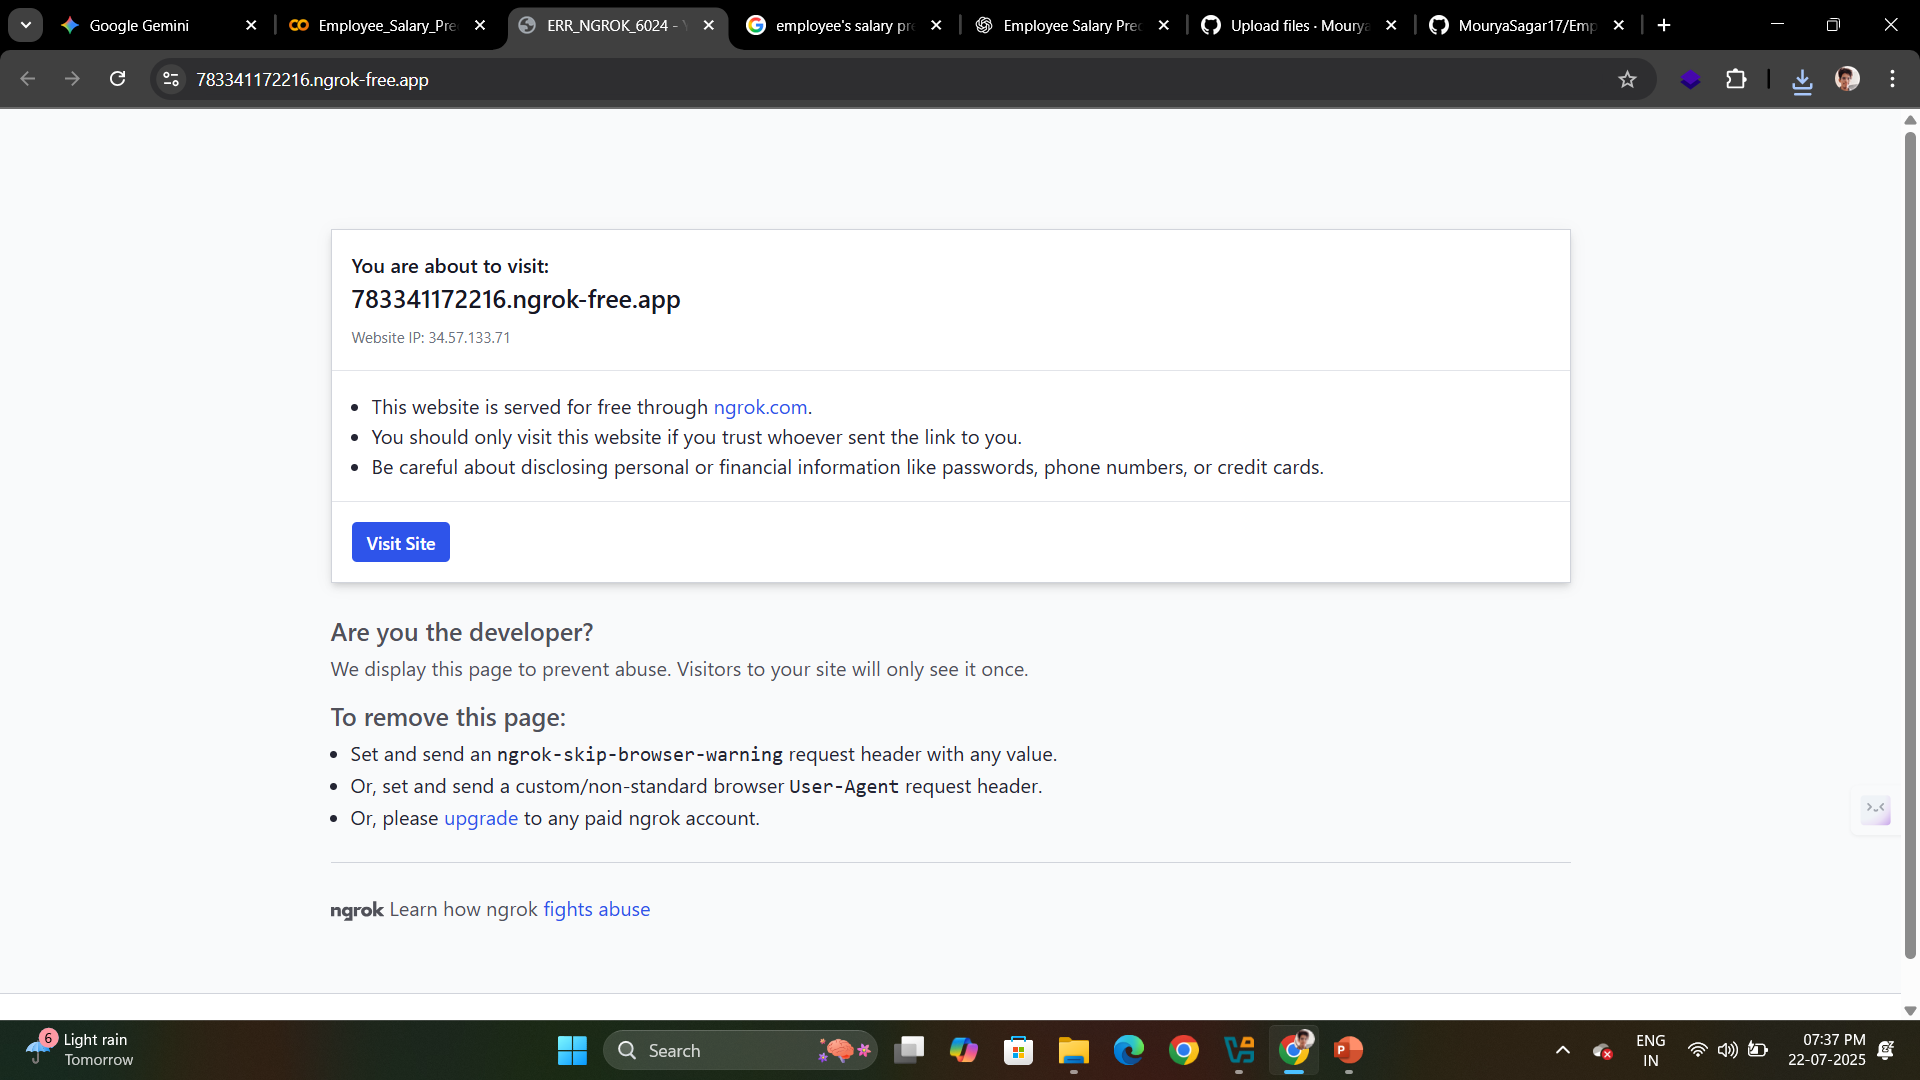 Google Gemini
Employee_Salary_Pre
ERR_NGROK_6024 - Y
employee's salary pre
Employee Salary Pred
Upload files · Mourya
MouryaSagar17/Emp
783341172216.ngrok-free.app
You are about to visit:
783341172216.ngrok-free.app
Website IP: 34.57.133.71
This website is served for free through ngrok.com.
You should only visit this website if you trust whoever sent the link to you.
Be careful about disclosing personal or financial information like passwords, phone numbers, or credit cards.
Visit Site
Are you the developer?
We display this page to prevent abuse. Visitors to your site will only see it once.
To remove this page:
Set and send an ngrok-skip-browser-warning request header with any value.
Or, set and send a custom/non-standard browser User-Agent request header.
Or, please upgrade to any paid ngrok account.
ngrok Learn how ngrok fights abuse
6
Light rain
Tomorrow
Search
ENG
IN
07:37 PM
22-07-2025